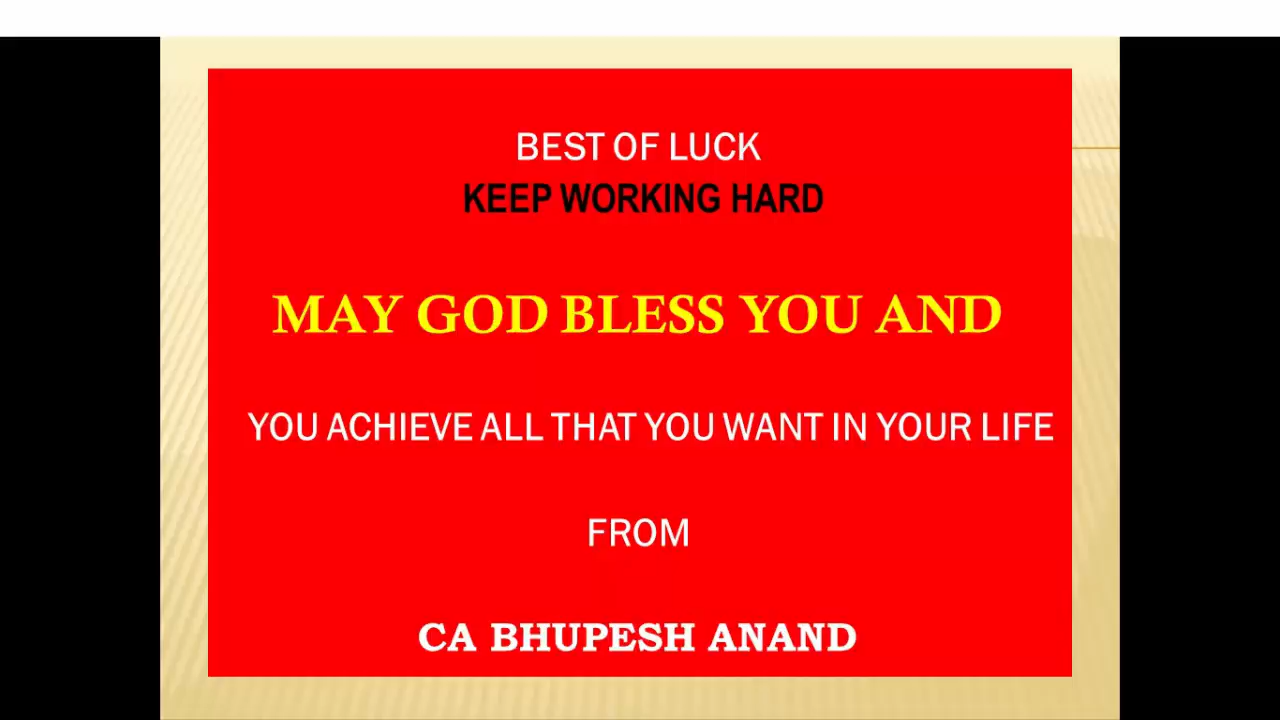 BEST OF LUCK
KEEP WORKING HARD
MAY GOD BLESS YOU AND
YOU ACHIEVE ALL THAT YOU WANT IN YOUR LIFE
FROM
CA BHUPESH ANAND